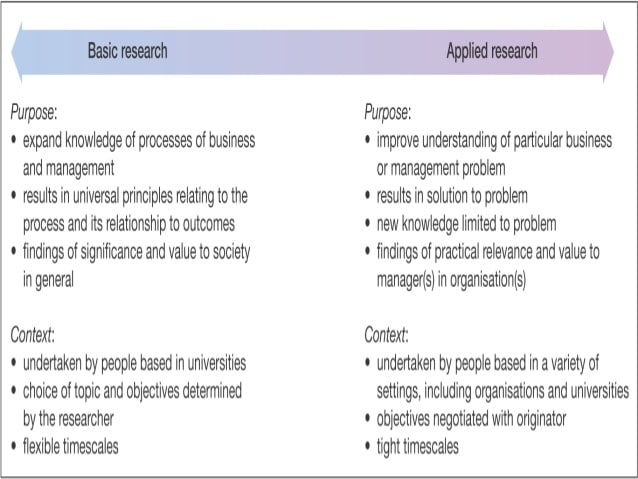 Basic research
Applied research
Purpose:
• expand knowledge of processes of business
and management
• results in universal principles relating to the
process and its relationship to outcomes
• findings of significance and value to society
in general
Context:
• undertaken by people based in universities
• choice of topic and objectives determined
by the researcher
• flexible timescales
Purpose:
• improve understanding of particular business
or management problem
• results in solution to problem
• new knowledge limited to problem
• findings of practical relevance and value to
manager(s) in organisation(s)
Context:
• undertaken by people based in a variety of
settings, including organisations and universities
• objectives negotiated with originator
• tight timescales